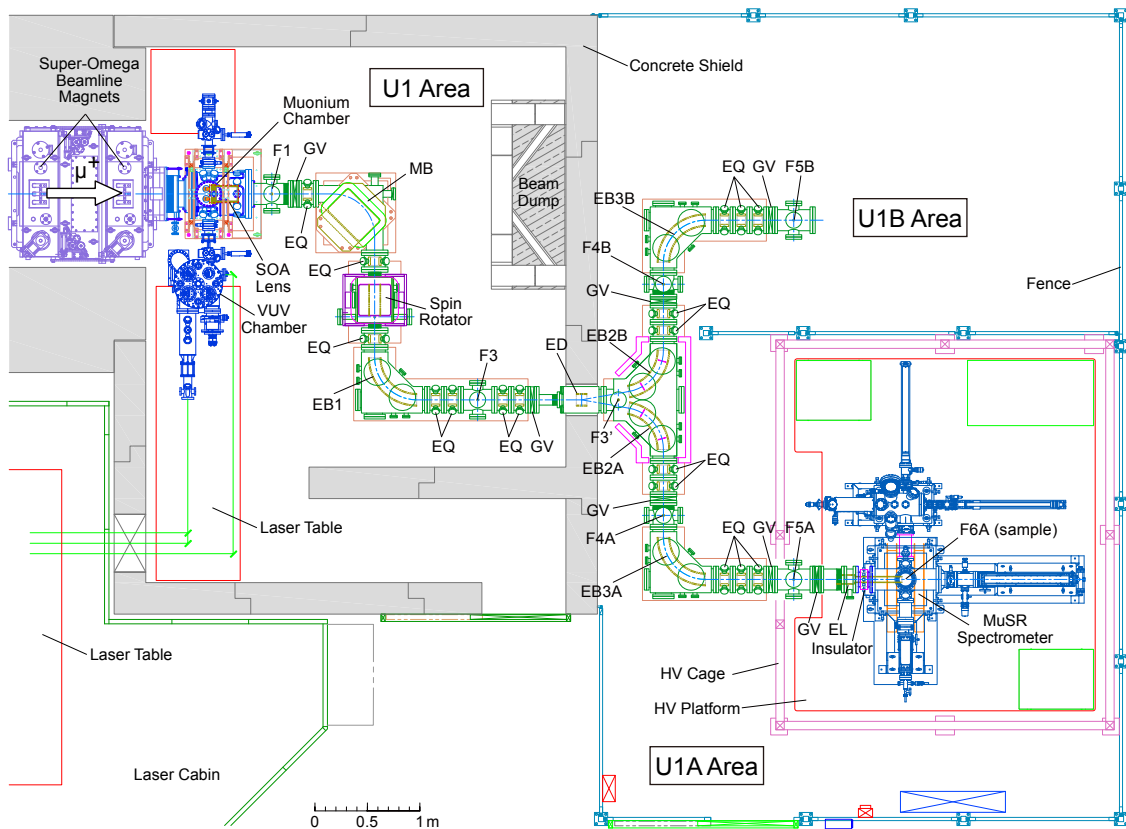 Super-Omega
Beamline
Magnets
μ+
Muonium
Chamber
F1
GV
U1 Area
MB
EQ
SOA
Lens
VUV
Chamber
EQ
Spin
Rotator
EQ
EB1
EQ
F3
EQ
GV
ED
Beam
Dump
Concrete Shield
EQ
GV
F5B
EB3B
F4B
GV
EQ
EB2B
U1B Area
Fence
F3'
EB2A
EQ
GV
F4A
EB3A
EQ
GV
F5A
GV
EL
Insulator
F6A (sample)
MuSR
Spectrometer
HV Cage
HV Platform
U1A Area
Laser Table
Laser Table
Laser Cabin
0
0.5
1 m